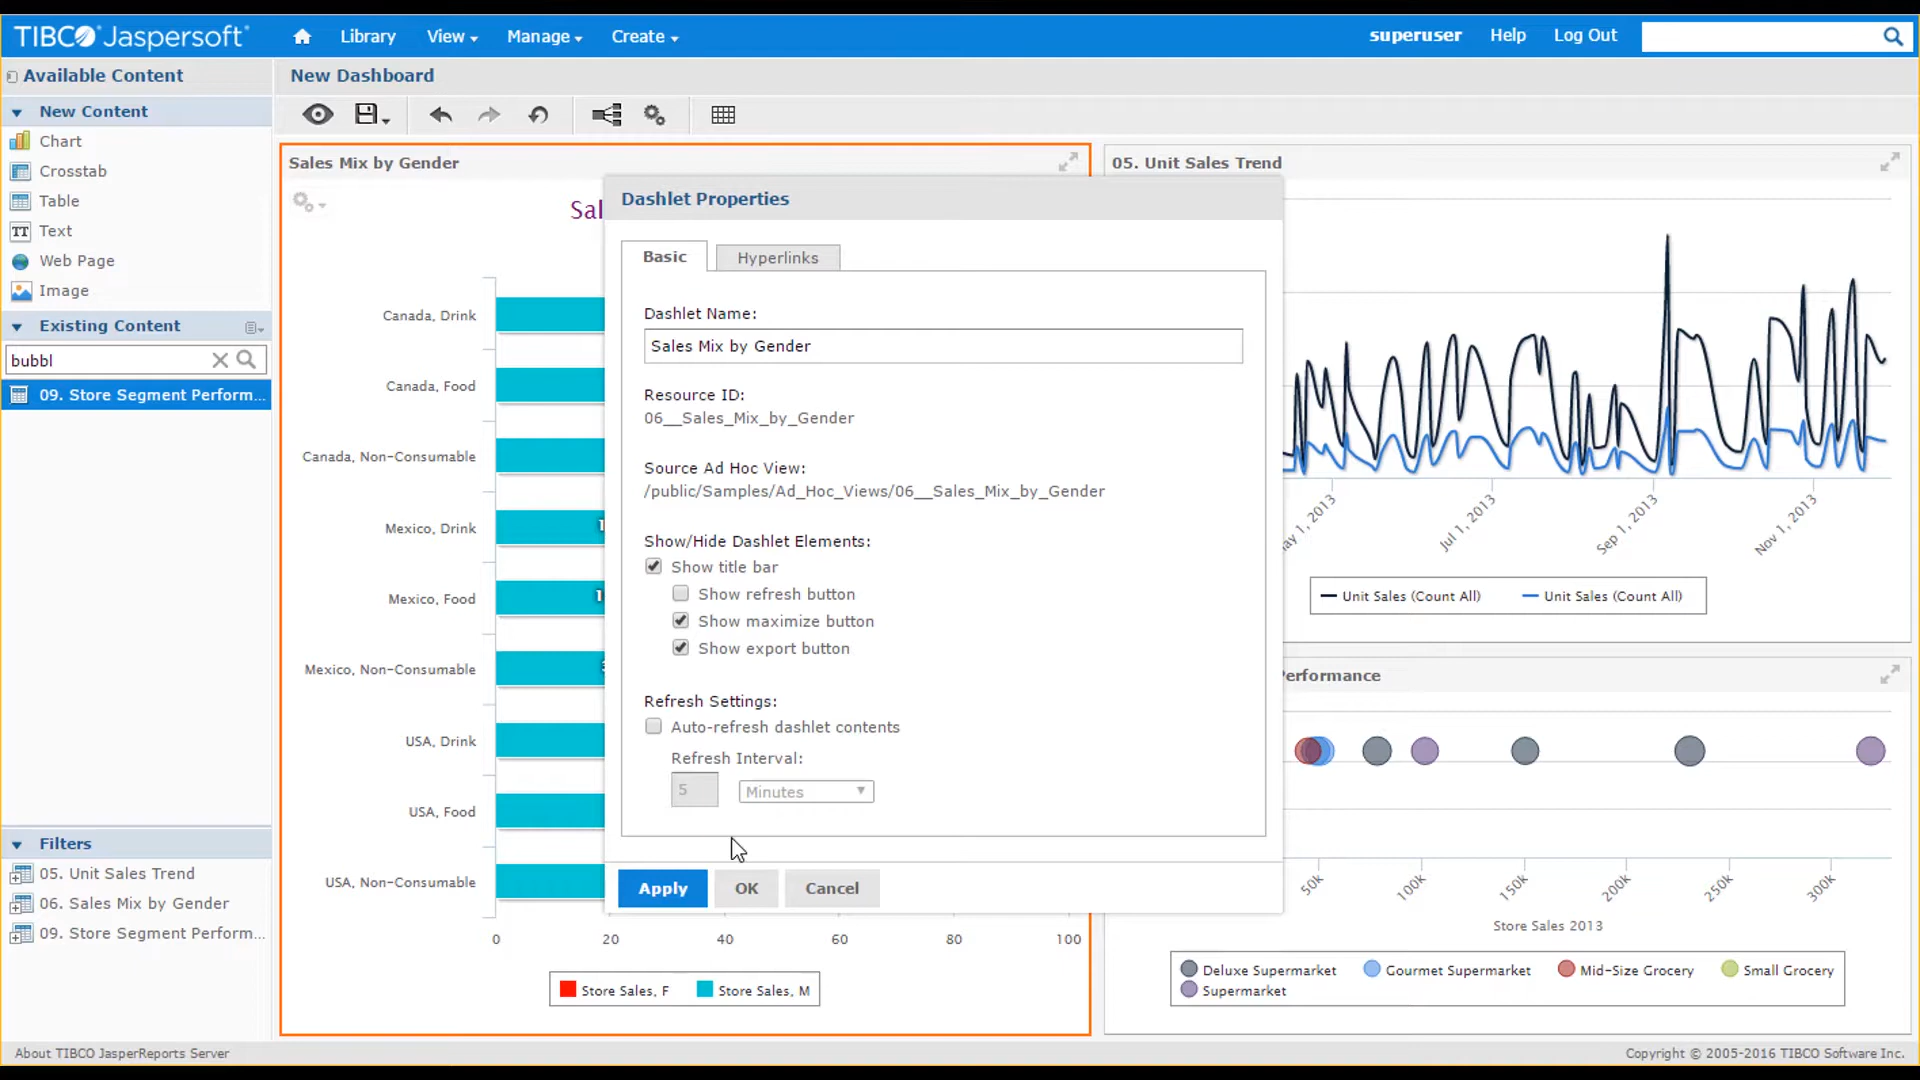 TIBCO Jaspersoft
Library
View
Manage
Create
superuser
Help
Log Out
Available Content
New Dashboard
New Content
Chart
Crosstab
Table
TT Text
Web Page
Image
Existing Content
bubbl
09. Store Segment Perform...
Filters
05. Unit Sales Trend
06. Sales Mix by Gender
09. Store Segment Perform...
Sales Mix by Gender
Canada, Drink
Canada, Food
Canada, Non-Consumable
Mexico, Drink
Mexico, Food
Mexico, Non-Consumable
USA, Drink
USA, Food
USA, Non-Consumable
0 20 40 60 80 100
Store Sales, F Store Sales, M
Dashlet Properties
Basic Hyperlinks
Dashlet Name:
Sales Mix by Gender
Resource ID:
06__Sales_Mix_by_Gender
Source Ad Hoc View:
/public/Samples/Ad_Hoc_Views/06__Sales_Mix_by_Gender
Show/Hide Dashlet Elements:
Show title bar
Show refresh button
Show maximize button
Show export button
Refresh Settings:
Auto-refresh dashlet contents
Refresh Interval:
5 Minutes
Apply OK Cancel
05. Unit Sales Trend
Jul 1, 2013
Sep 1, 2013
Nov 1, 2013
Unit Sales (Count All) Unit Sales (Count All)
Performance
50k 100k 150k 200k 250k 300k
Store Sales 2013
Deluxe Supermarket Gourmet Supermarket Mid-Size Grocery Small Grocery
Supermarket
About TIBCO JasperReports Server
Copyright © 2005-2016 TIBCO Software Inc.